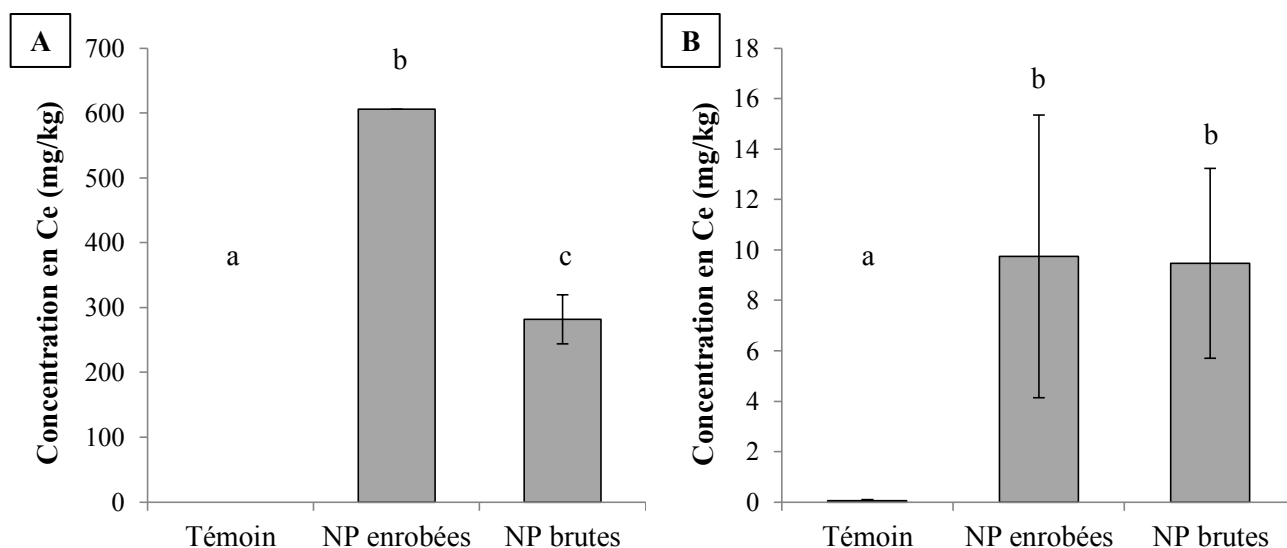 A
Concentration en Ce (mg/kg)
700
600
500
400
300
200
100
0
a
b
c
Témoin
NP enrobées
NP brutes
B
Concentration en Ce (mg/kg)
18
16
14
12
10
8
6
4
2
0
a
b
b
Témoin
NP enrobées
NP brutes